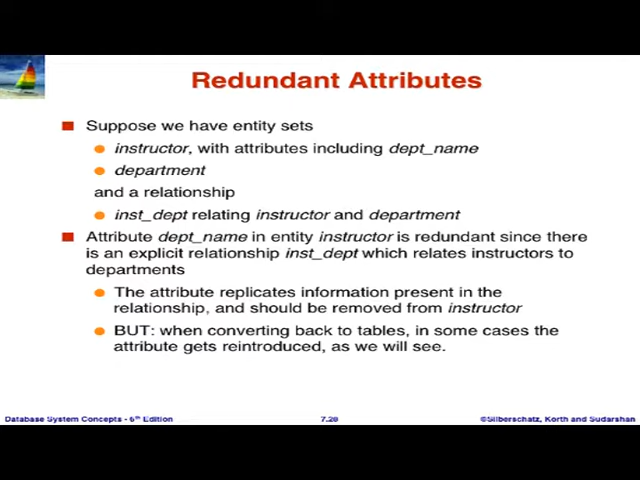 Redundant Attributes
Suppose we have entity sets
instructor, with attributes including dept_name
department
and a relationship
inst_dept relating instructor and department
Attribute dept_name in entity instructor is redundant since there
is an explicit relationship inst_dept which relates instructors to
departments
The attribute replicates information present in the
relationship, and should be removed from instructor
BUT: when converting back to tables, in some cases the
attribute gets reintroduced, as we will see.
Database System Concepts - 6th Edition
7.20
©Silberschatz, Korth and Sudarshan